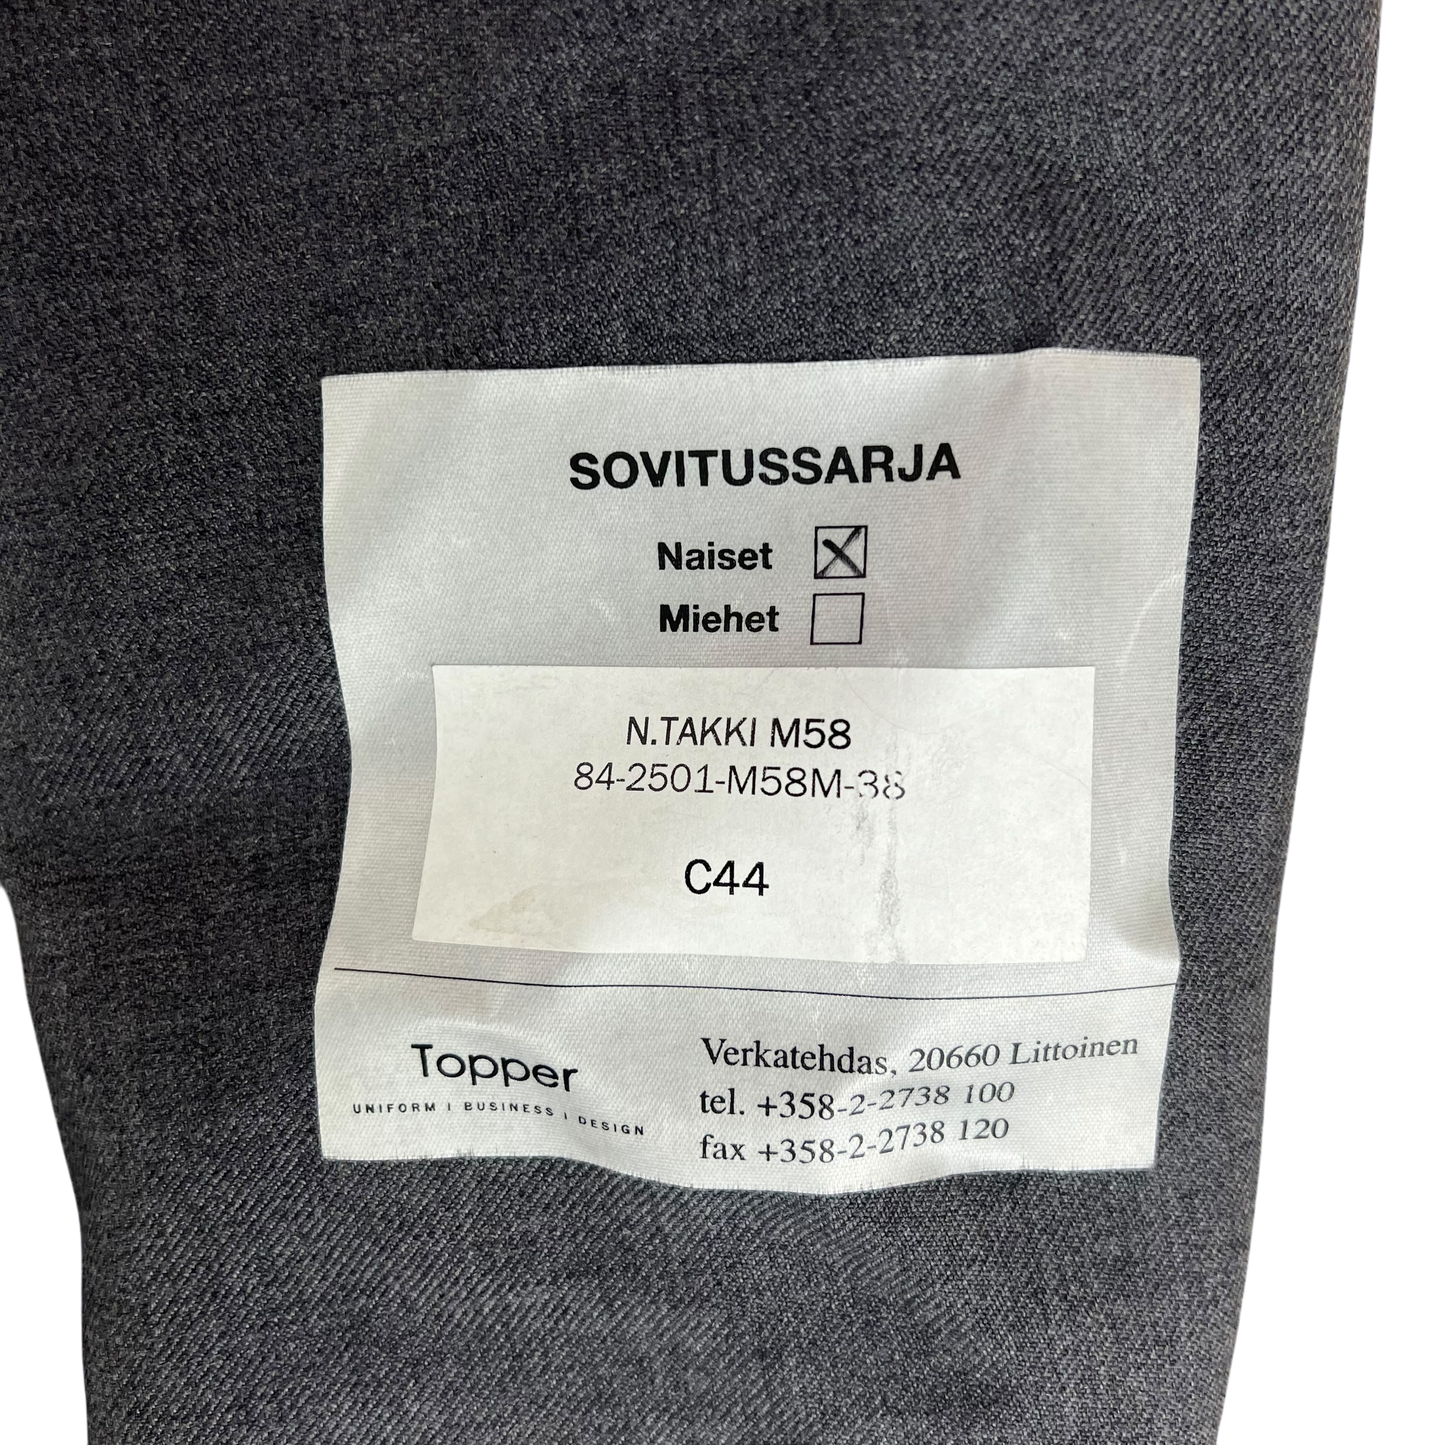 SOVITUSSARJA
Naiset
Miehet
N.TAKKI M58
84-2501-M58M-38
C44
Topper
UNIFORM | BUSINESS | DESIGN
Verkatehdas, 20660 Littoinen
tel. +358-2-2738 100
fax +358-2-2738 120